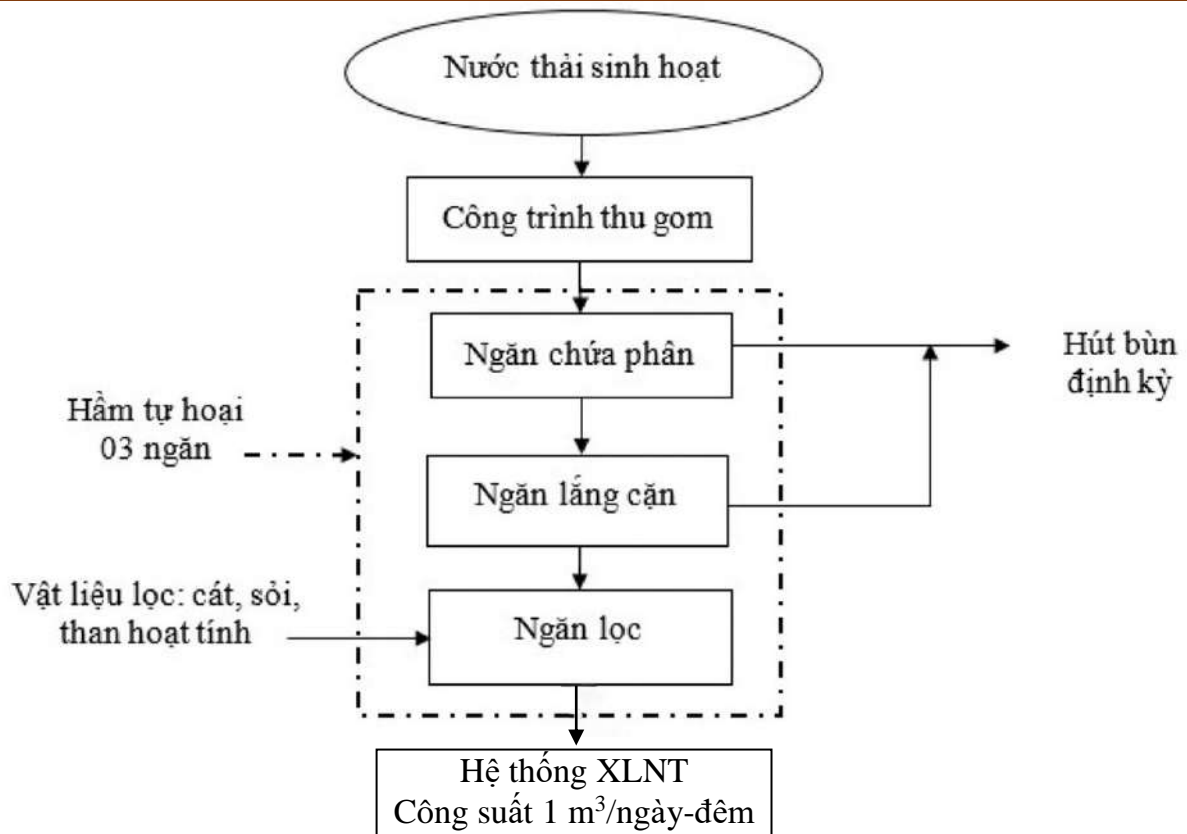 Nước thải sinh hoạt
Công trình thu gom
Ngăn chứa phân
Hút bùn
định kỳ
Hầm tự hoại
03 ngăn
Ngăn lắng cặn
Vật liệu lọc: cát, sỏi,
than hoạt tính
Ngăn lọc
Hệ thống XLNT
Công suất 1 m³/ngày-đêm